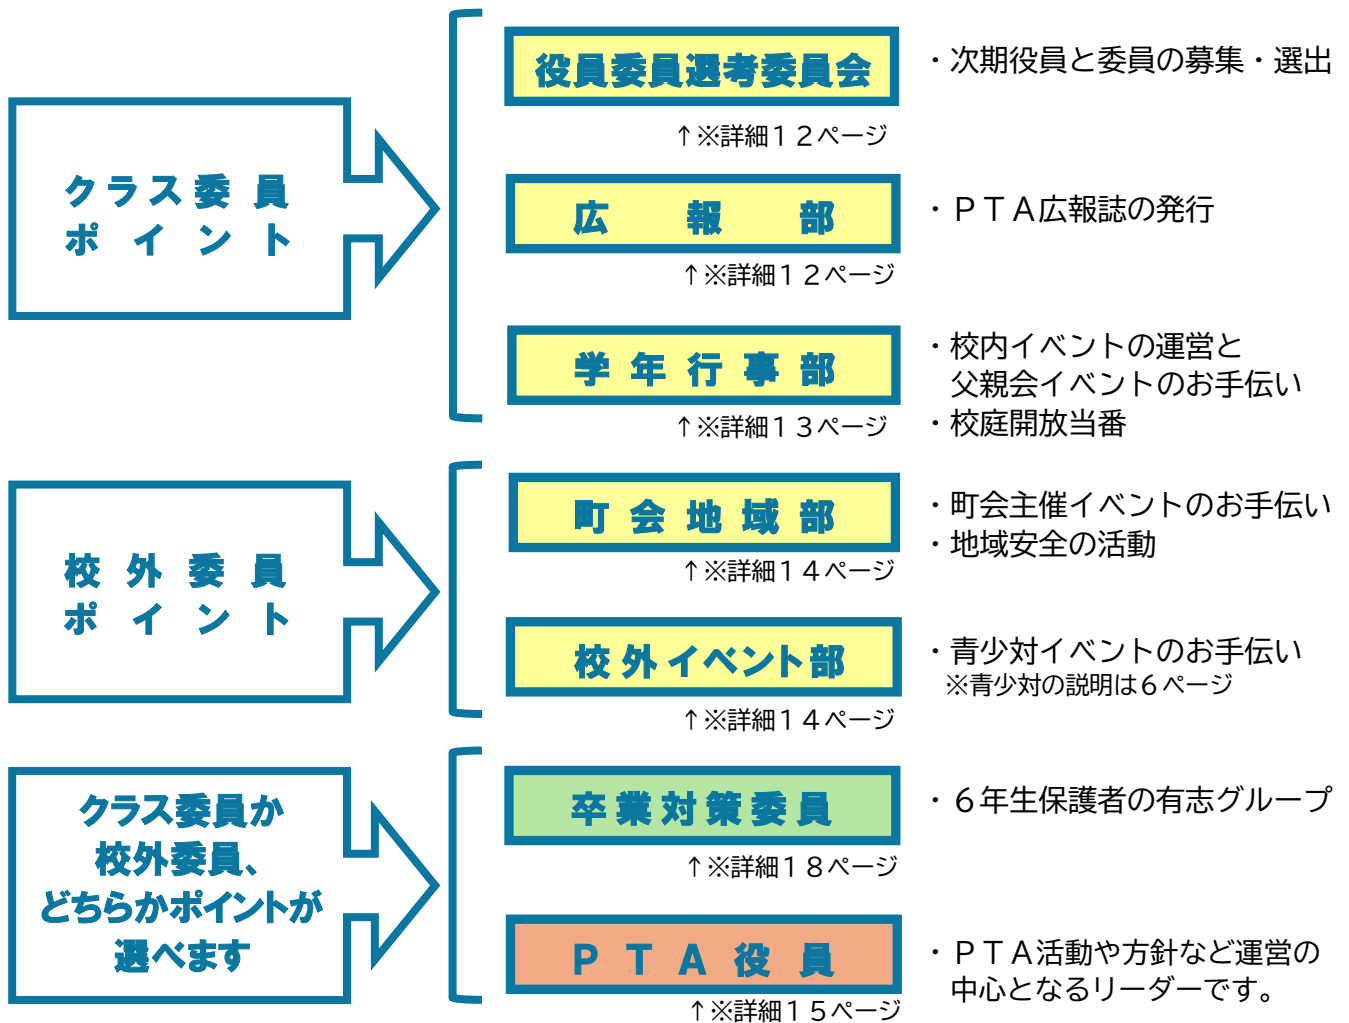 クラス委員
ポイント
役員委員選考委員会
・次期役員と委員の募集・選出
↑※詳細１２ページ
広報部
・ＰＴＡ広報誌の発行
↑※詳細１２ページ
学年行事部
・校内イベントの運営と
父親会イベントのお手伝い
・校庭開放当番
↑※詳細１３ページ
校外委員
ポイント
町会地域部
・町会主催イベントのお手伝い
・地域安全の活動
↑※詳細１４ページ
校外イベント部
・青少対イベントのお手伝い
※青少対の説明は６ページ
↑※詳細１４ページ
クラス委員か
校外委員、
どちらかポイントが
選べます
卒業対策委員
・６年生保護者の有志グループ
↑※詳細１８ページ
ＰＴＡ役員
・ＰＴＡ活動や方針など運営の
中心となるリーダーです。
↑※詳細１５ページ